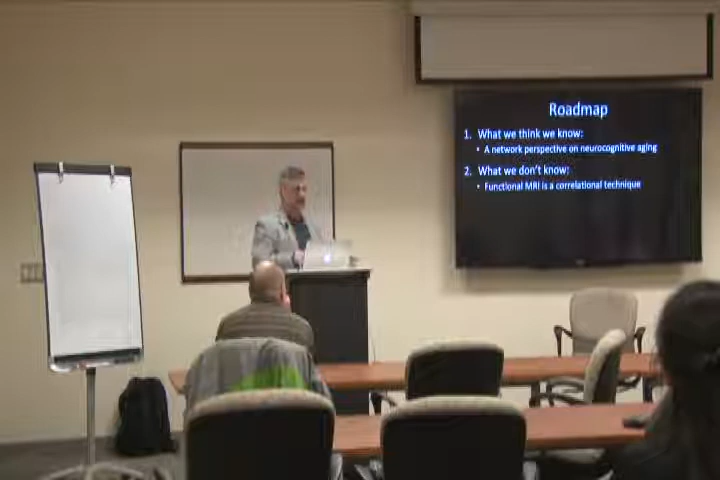 Roadmap
1. What we think we know:
• A network perspective on neurocognitive aging
2. What we don't know:
• Functional MRI is a correlational technique